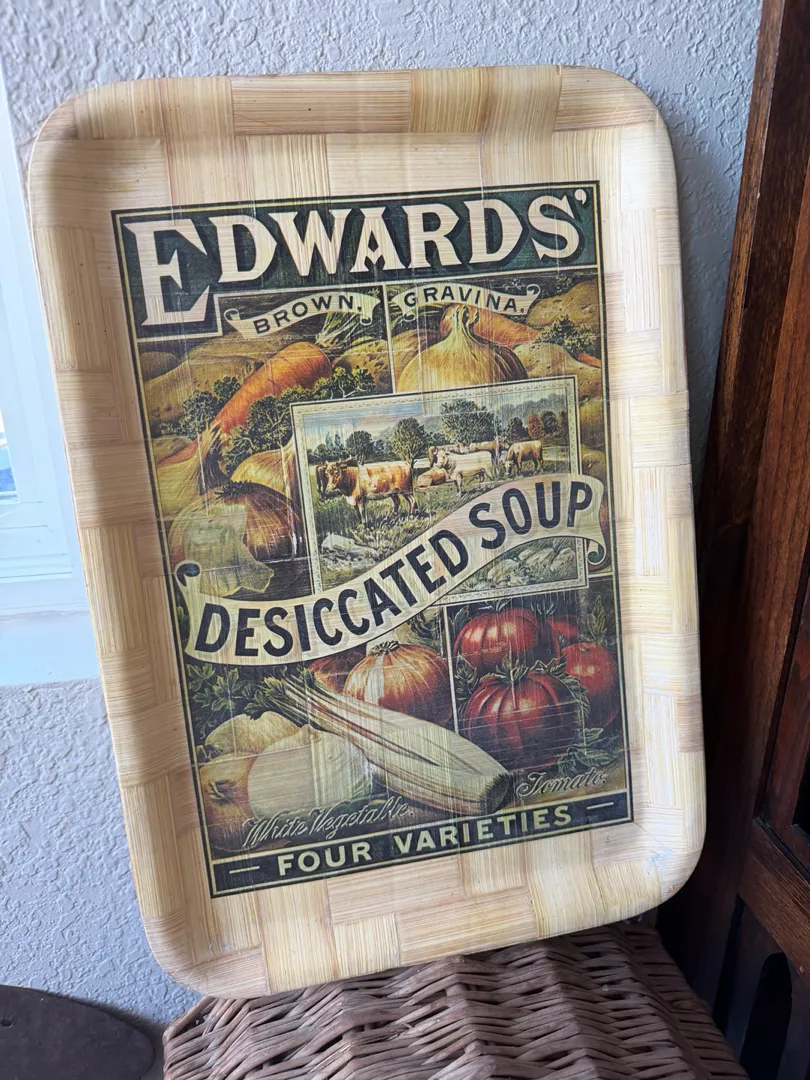 EDWARDS'
BROWN. GRAVINA.
DESICCATED SOUP
White Vegetable. Tomato.
— FOUR VARIETIES —